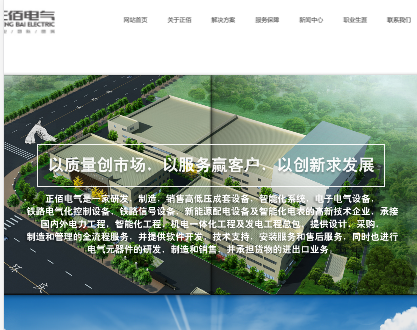 正佰电气
NG BAI ELECTRIC
网站首页 关于正佰 解决方案 服务保障 新闻中心 职业生涯 联系我们
以质量创市场．以服务赢客户．以创新求发展
正佰电气是一家研发、制造、销售高低压成套设备、智能化系统、电子电气设备、
铁路电气化控制设备、铁路信号设备、新能源配电设备及智能化电表的高新技术企业，承接
国内外电力工程，智能化工程，机电一体化工程及发电工程总包，提供设计、采购、
制造和管理的全流程服务，并提供软件开发、技术支持、安装服务和售后服务，同时也进行
电气元器件的研发、制造和销售，并承担货物的进出口业务。